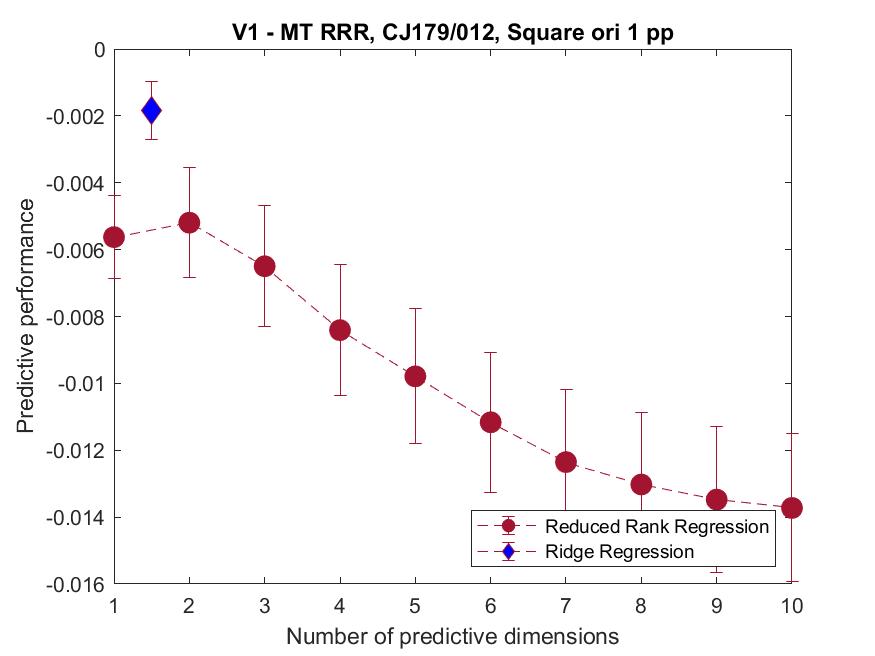 V1 - MT RRR, CJ179/012, Square ori 1 pp
0
-0.002
-0.004
-0.006
-0.008
-0.01
-0.012
-0.014
-0.016
Predictive performance
Reduced Rank Regression
Ridge Regression
1 2 3 4 5 6 7 8 9 10
Number of predictive dimensions